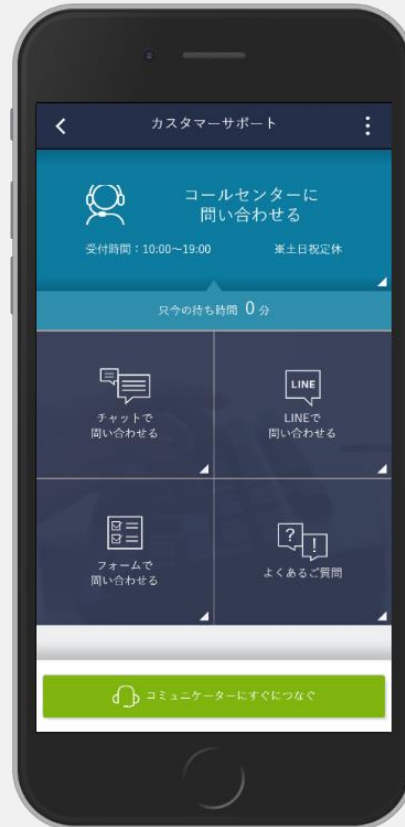 カスタマーサポート
コールセンターに
問い合わせる
受付時間：10:00～19:00 ※土日祝定休
只今の待ち時間 0 分
チャットで
問い合わせる
LINE
LINEで
問い合わせる
フォームで
問い合わせる
よくあるご質問
コミュニケーターにすぐにつなぐ